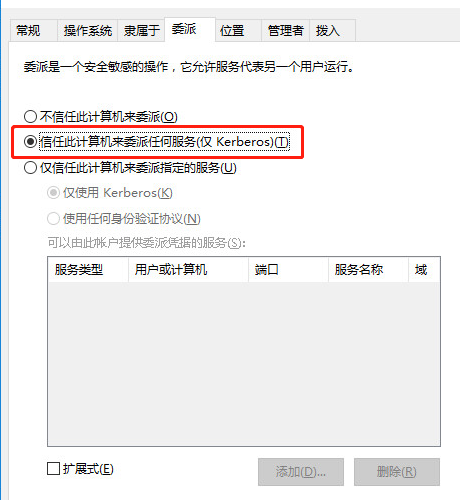 常规 操作系统 隶属于 委派 位置 管理者 拨入
委派是一个安全敏感的操作，它允许服务代表另一个用户运行。
不信任此计算机来委派(O)
信任此计算机来委派任何服务(仅 Kerberos)(T)
仅信任此计算机来委派指定的服务(U)
仅使用 Kerberos(K)
使用任何身份验证协议(N)
可以由此帐户提供委派凭据的服务(S):
服务类型 用户或计算机 端口 服务名称 域
扩展式(E) 添加(D)... 删除(R)